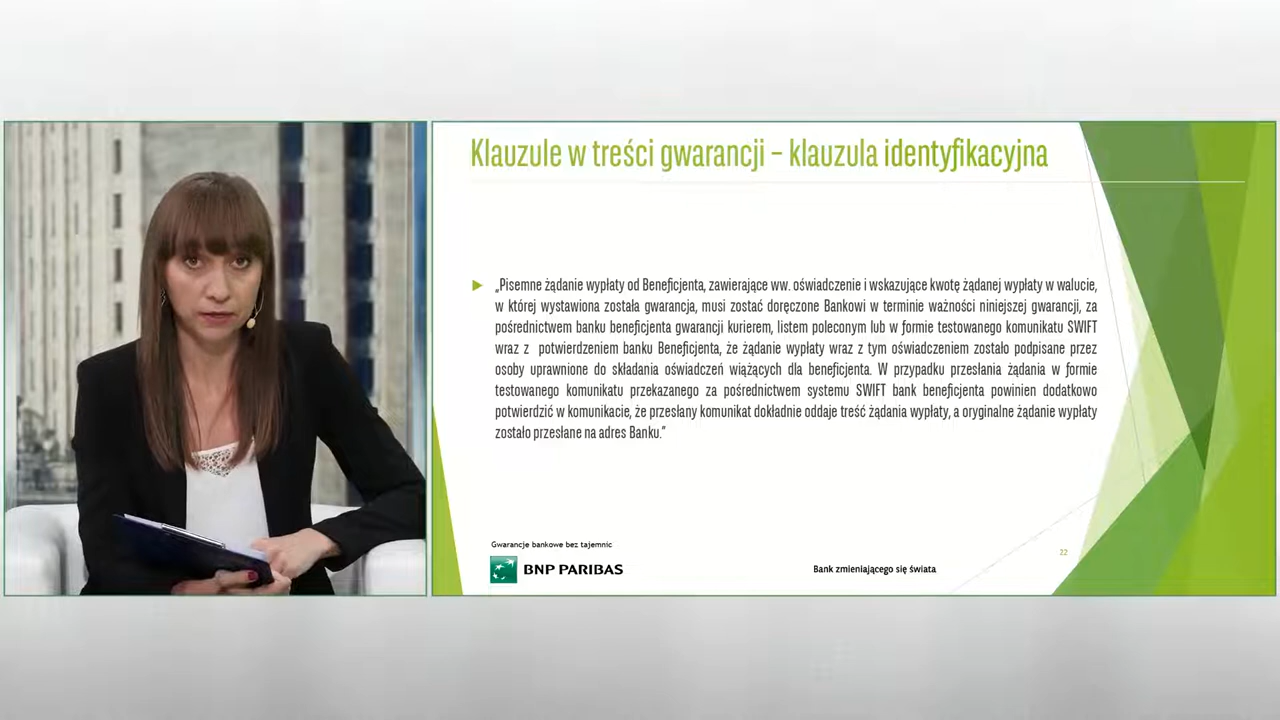 Klauzule w treści gwarancji – klauzula identyfikacyjna
„Pisemne żądanie wypłaty od Beneficjenta, zawierające ww. oświadczenie i wskazujące kwotę żądanej wypłaty w walucie,
w której wystawiona została gwarancja, musi zostać doręczone Bankowi w terminie ważności niniejszej gwarancji, za
pośrednictwem banku beneficjenta gwarancji kurierem, listem poleconym lub w formie testowanego komunikatu SWIFT
wraz z potwierdzeniem banku Beneficjenta, że żądanie wypłaty wraz z tym oświadczeniem zostało podpisane przez
osoby uprawnione do składania oświadczeń wiążących dla beneficjenta. W przypadku przesłania żądania w formie
testowanego komunikatu przekazanego za pośrednictwem systemu SWIFT bank beneficjenta powinien dodatkowo
potwierdzić w komunikacie, że przesłany komunikat dokładnie oddaje treść żądania wypłaty, a oryginalne żądanie wypłaty
zostało przesłane na adres Banku.”
Gwarancje bankowe bez tajemnic
22
BNP PARIBAS
Bank zmieniającego się świata